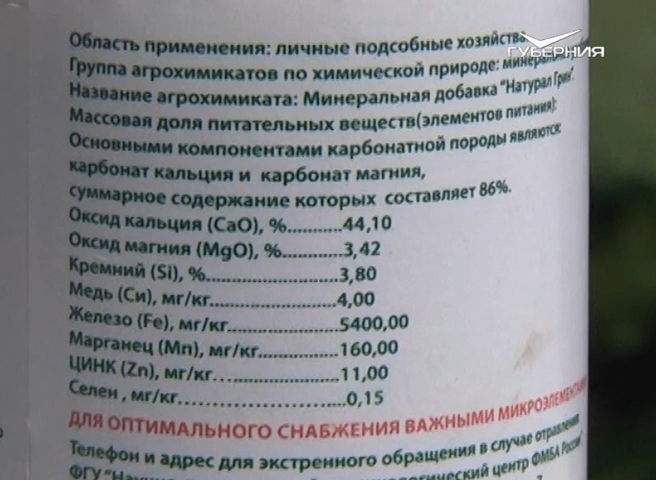 ГУБЕРНИЯ
Область применения: личные подсобные хозяйства
Группа агрохимикатов по химической природе:
Название агрохимиката: Минеральная добавка "Натурал Грин".
Массовая доля питательных веществ(элементов питания):
Основными компонентами карбонатной породы являются:
карбонат кальция и карбонат магния,
суммарное содержание которых составляет 86%.
Оксид кальция (CaO), %...........44,10
Оксид магния (MgO), %............3,42
Кремний (Si), %......................3,80
Медь (Си), мг/кг.....................4,00
Железо (Fe), мг/кг..................5400,00
Марганец (Мп), мг/кг.............160,00
ЦИНК (Zn), мг/кг....................11,00
Селен , мг/кг..........................0,15
ДЛЯ ОПТИМАЛЬНОГО СНАБЖЕНИЯ ВАЖНЫМИ МИКРОЭЛЕМЕНТАМИ
Телефон и адрес для экстренного обращения в случае отравления:
ФГУ центр ФМБА России"